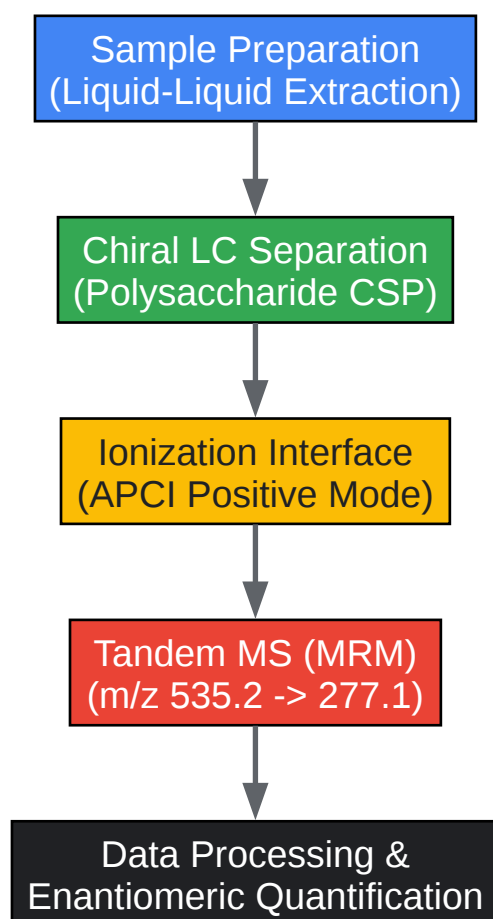 Sample Preparation
(Liquid-Liquid Extraction)
Chiral LC Separation
(Polysaccharide CSP)
Ionization Interface
(APCI Positive Mode)
Tandem MS (MRM)
(m/z 535.2 -> 277.1)
Data Processing &
Enantiomeric Quantification